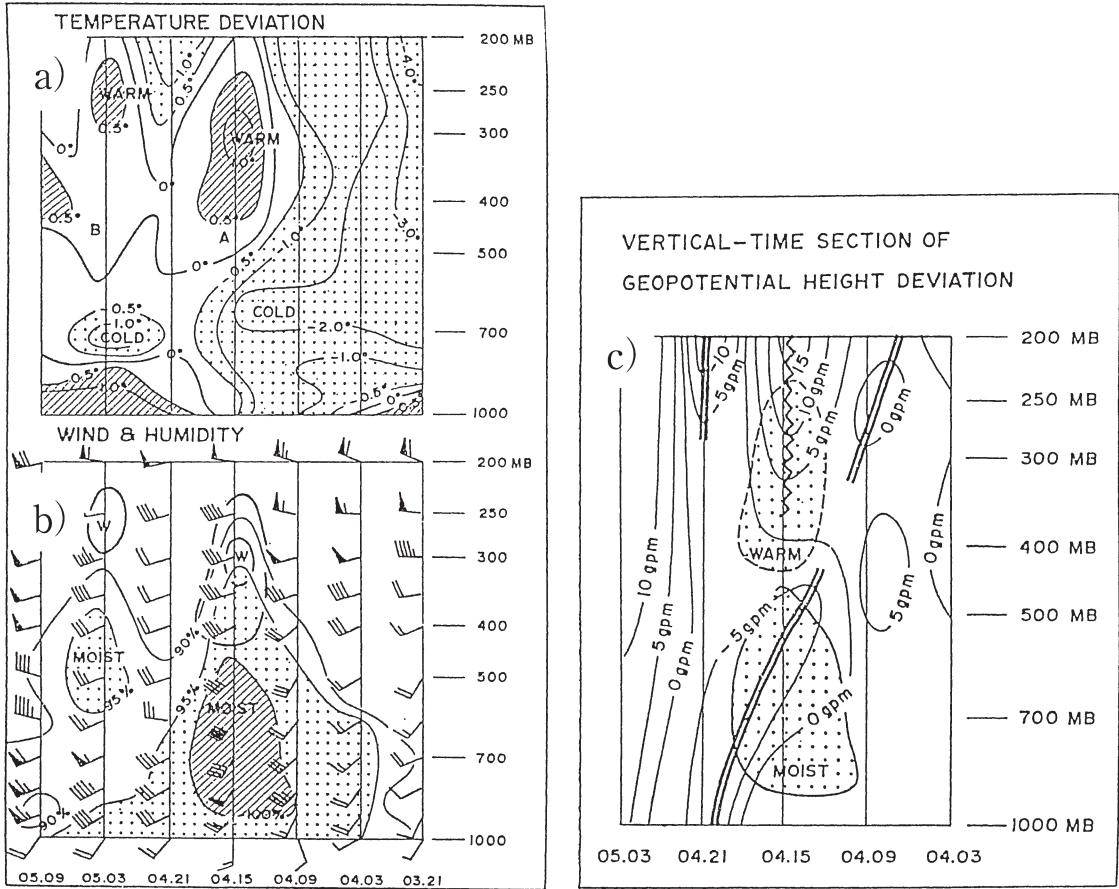 TEMPERATURE DEVIATION
a)
200 MB
250
300
400
500
700
1000
WARM
0.5°
0°
0.5°
B
-1.0°
0.5°
0°
WARM
0.5°
A
0°
-0.5°
-1.0°
-4.0°
-3.0°
0.5°
-1.0°
COLD
0°
COLD
-2.0°
-1.0°
0.5°
1.0°
0.5°
WIND & HUMIDITY
b)
200 MB
250
300
400
500
700
1000
W
W
90%
MOIST
95%
95%
MOIST
90%
100%
05.09 05.03 04.21 04.15 04.09 04.03 03.21
VERTICAL-TIME SECTION OF
GEOPOTENTIAL HEIGHT DEVIATION
c)
200 MB
250 MB
300 MB
400 MB
500 MB
700 MB
1000 MB
-10
-5gpm
15
10gpm
5gpm
0gpm
WARM
10gpm
5gpm
0gpm
-5gpm
5gpm
0gpm
0gpm
MOIST
05.03 04.21 04.15 04.09 04.03